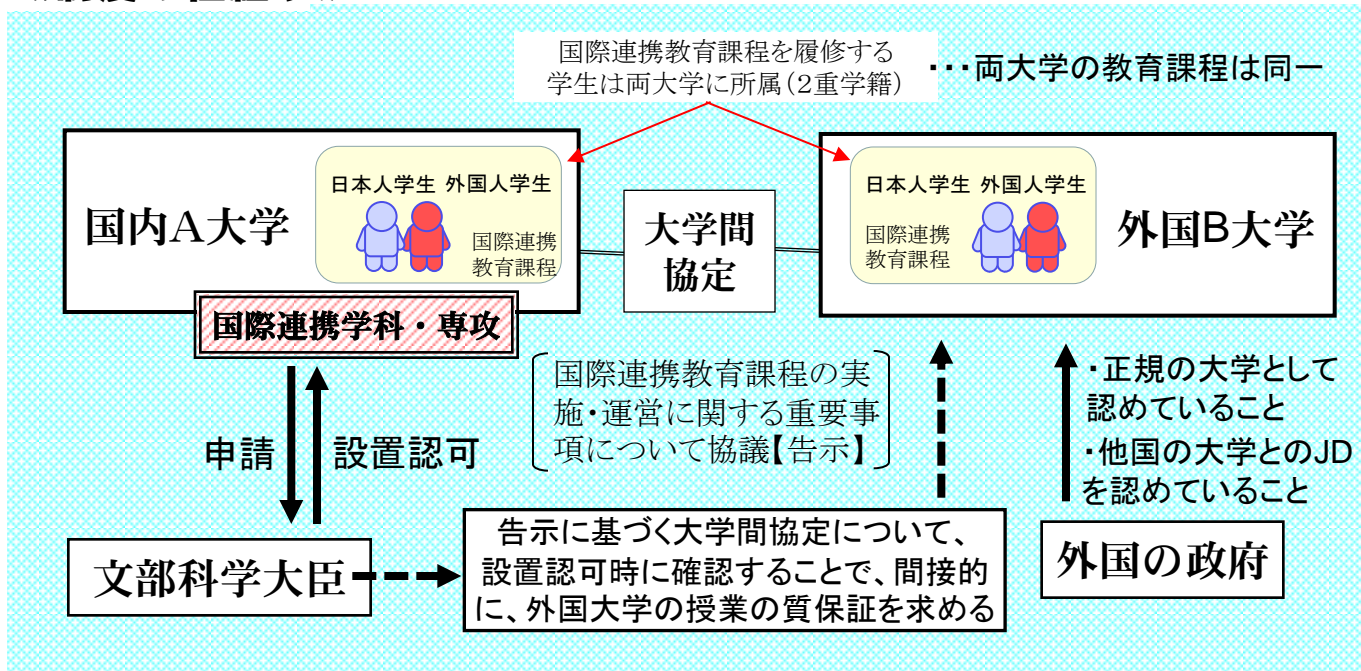 国際連携教育課程を履修する
学生は両大学に所属(2重学籍)
・・・両大学の教育課程は同一
国内A大学
日本人学生 外国人学生
国際連携
教育課程
国際連携学科・専攻
大学間
協定
日本人学生 外国人学生
国際連携
教育課程
外国B大学
国際連携教育課程の実
施・運営に関する重要事
項について協議【告示】
・正規の大学として
認めていること
・他国の大学とのJD
を認めていること
申請
設置認可
文部科学大臣
告示に基づく大学間協定について、
設置認可時に確認することで、間接的
に、外国大学の授業の質保証を求める
外国の政府